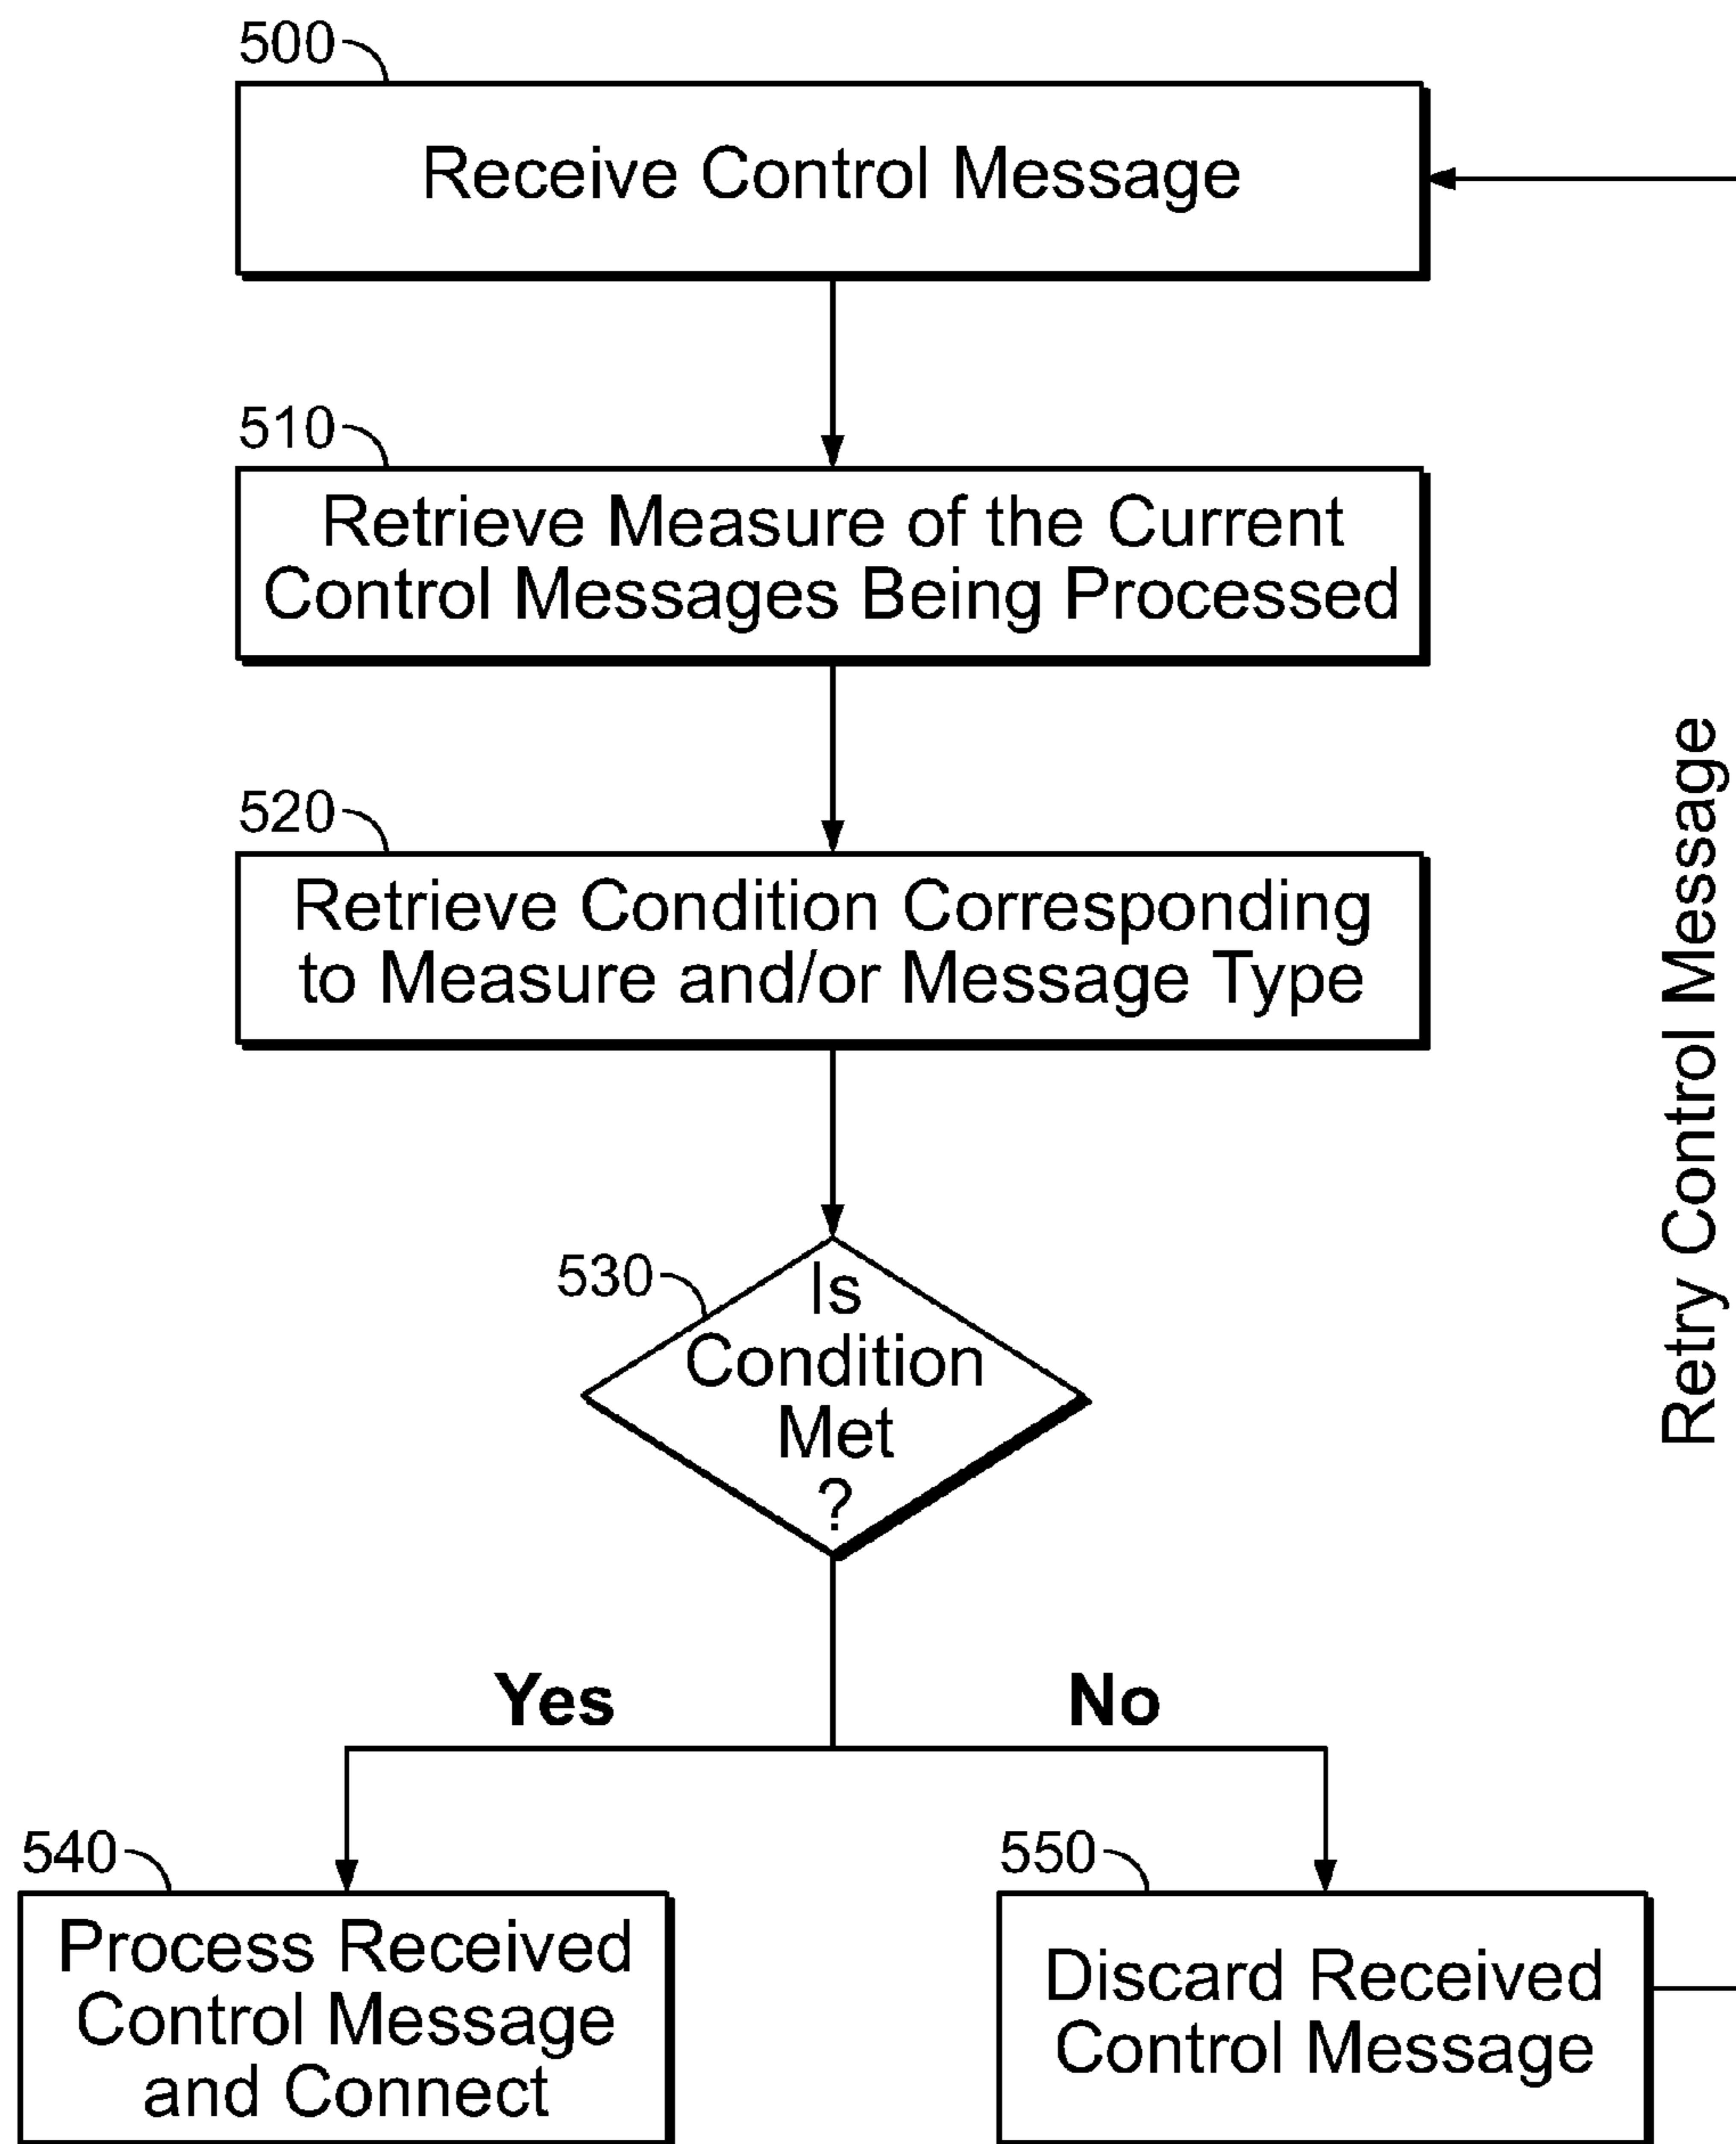 500
Receive Control Message
510
Retrieve Measure of the Current
Control Messages Being Processed
520
Retrieve Condition Corresponding
to Measure and/or Message Type
530
Is
Condition
Met
?
Yes
No
540
Process Received
Control Message
and Connect
550
Discard Received
Control Message
Retry Control Message